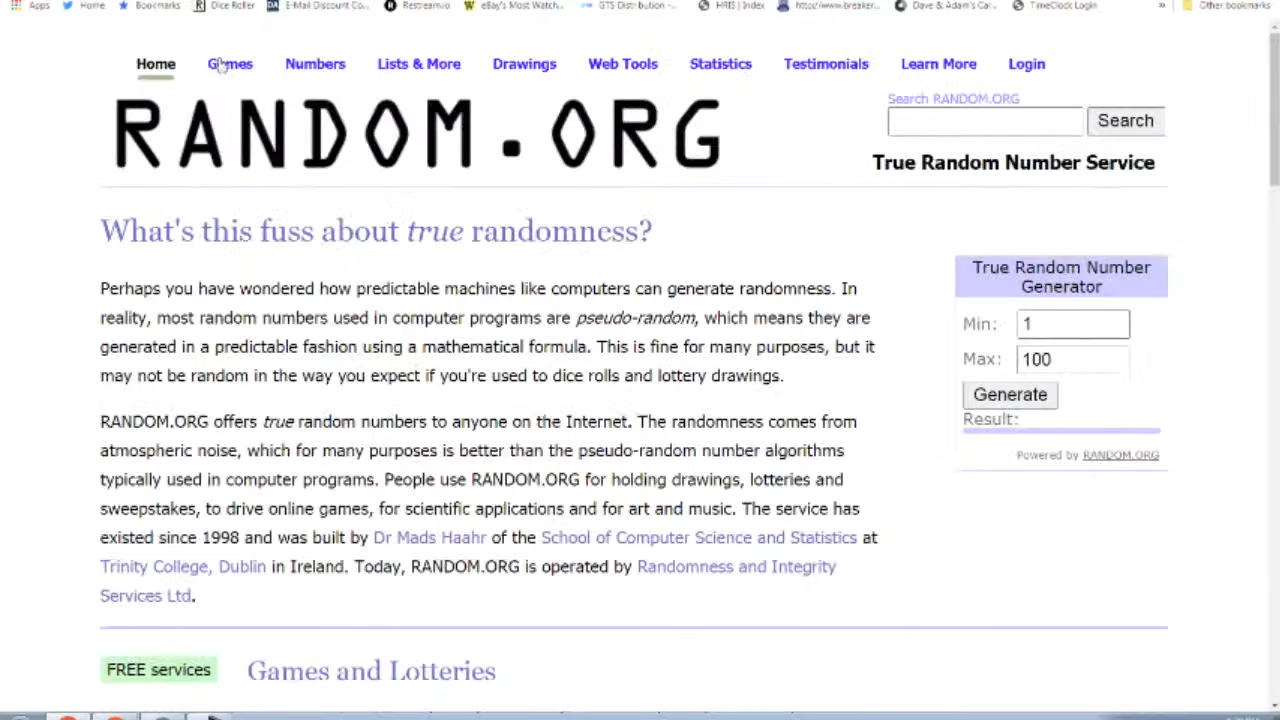 Apps Home Bookmarks Dice Roller E-Mail Discount Co... Restream.io eBay's Most Watch... GTS Distribution -... HRIS | Index http://www.breaker... Dave & Adam's Car... TimeClock Login » Other bookmarks
Home Games Numbers Lists & More Drawings Web Tools Statistics Testimonials Learn More Login
Search RANDOM.ORG
Search
RANDOM.ORG
True Random Number Service
What's this fuss about true randomness?
Perhaps you have wondered how predictable machines like computers can generate randomness. In
reality, most random numbers used in computer programs are pseudo-random, which means they are
generated in a predictable fashion using a mathematical formula. This is fine for many purposes, but it
may not be random in the way you expect if you're used to dice rolls and lottery drawings.
RANDOM.ORG offers true random numbers to anyone on the Internet. The randomness comes from
atmospheric noise, which for many purposes is better than the pseudo-random number algorithms
typically used in computer programs. People use RANDOM.ORG for holding drawings, lotteries and
sweepstakes, to drive online games, for scientific applications and for art and music. The service has
existed since 1998 and was built by Dr Mads Haahr of the School of Computer Science and Statistics at
Trinity College, Dublin in Ireland. Today, RANDOM.ORG is operated by Randomness and Integrity
Services Ltd.
True Random Number
Generator
Min: 1
Max: 100
Generate
Result:
Powered by RANDOM.ORG
FREE services
Games and Lotteries